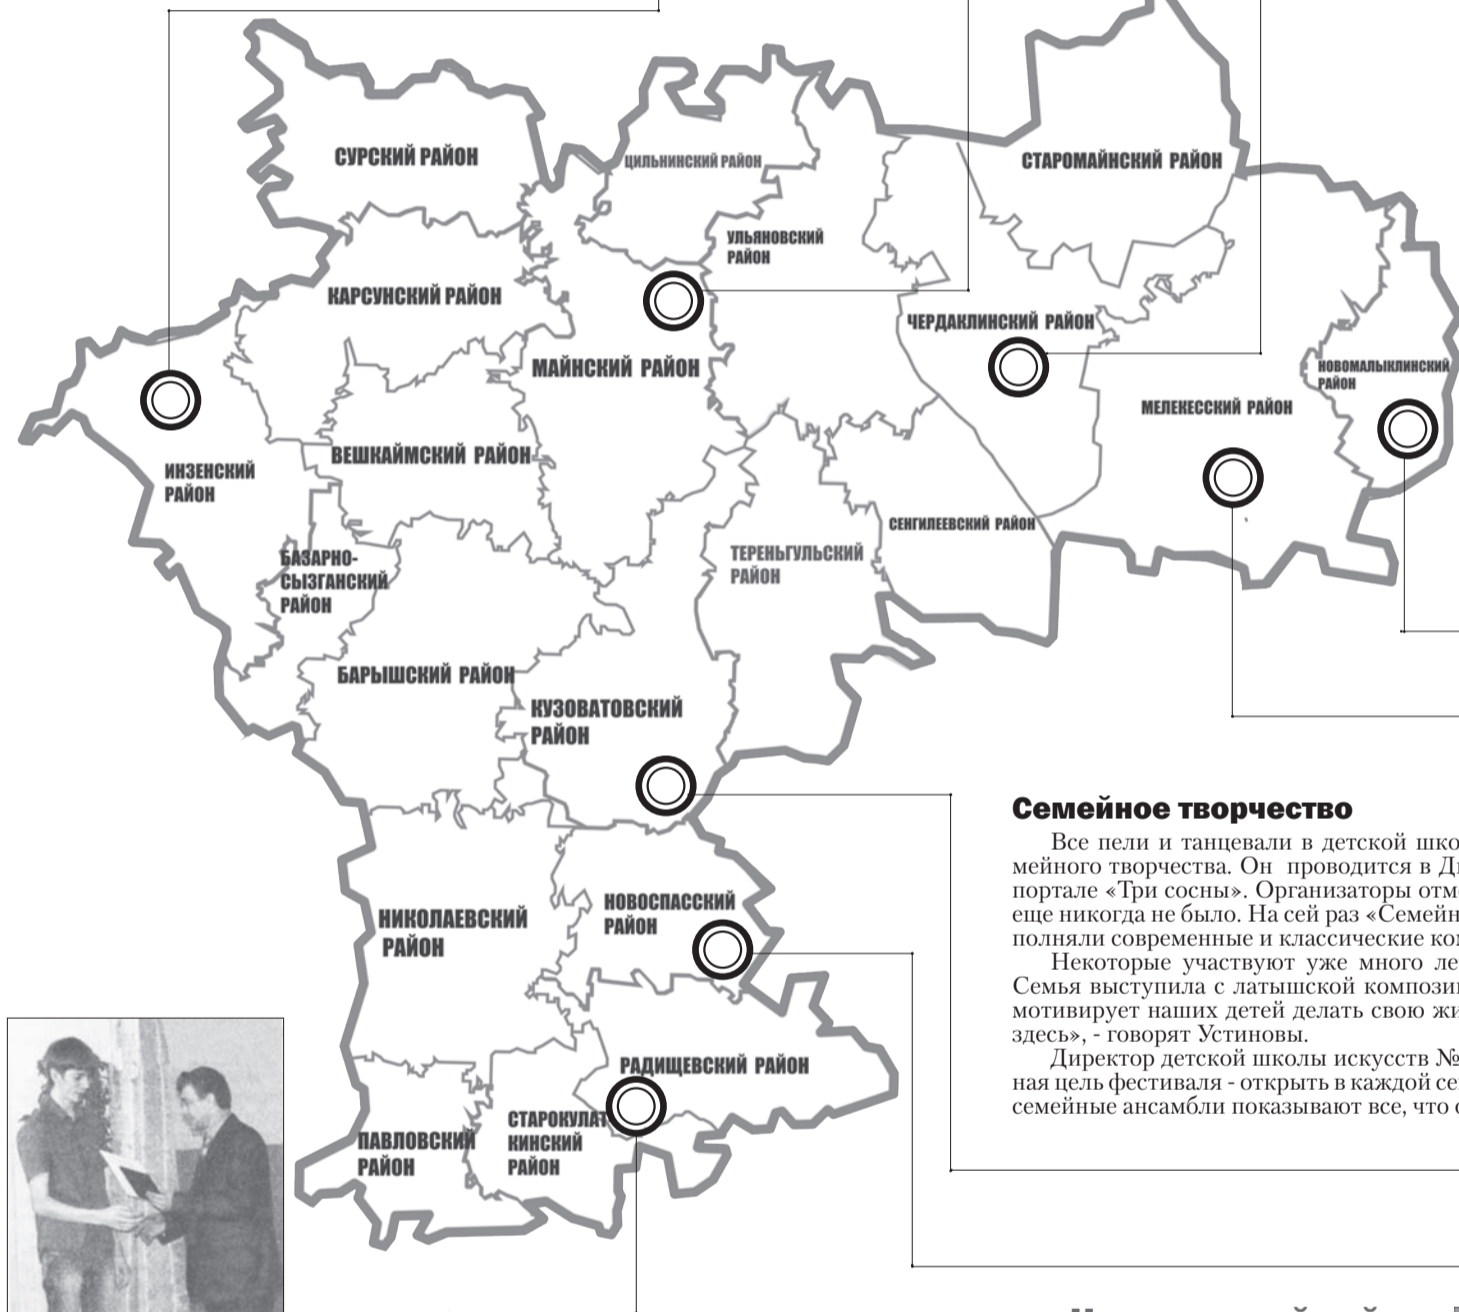 СУРСКИЙ РАЙОН
ЦИЛЬНИНСКИЙ РАЙОН
СТАРОМАЙНСКИЙ РАЙОН
УЛЬЯНОВСКИЙ
РАЙОН
КАРСУНСКИЙ РАЙОН
ЧЕРДАКЛИНСКИЙ РАЙОН
МАЙНСКИЙ РАЙОН
НОВОМАЛЫКЛИНСКИЙ
РАЙОН
МЕЛЕКЕССКИЙ РАЙОН
ВЕШКАЙМСКИЙ РАЙОН
ИНЗЕНСКИЙ
РАЙОН
СЕНГИЛЕЕВСКИЙ РАЙОН
ТЕРЕНЬГУЛЬСКИЙ
РАЙОН
БАЗАРНО-
СЫЗГАНСКИЙ
РАЙОН
БАРЫШСКИЙ РАЙОН
КУЗОВАТОВСКИЙ
РАЙОН
НИКОЛАЕВСКИЙ
РАЙОН
НОВОСПАССКИЙ
РАЙОН
РАДИЩЕВСКИЙ РАЙОН
СТАРОКУЛАТ
КИНСКИЙ
РАЙОН
ПАВЛОВСКИЙ
РАЙОН
Семейное творчество
Все пели и танцевали в детской шко
мейного творчества. Он проводится в
портале «Три сосны». Организаторы отм
еще никогда не было. На сей раз «Семейн
полняли современные и классические ко
Некоторые участвуют уже много ле
Семья выступила с латышской компози
мотивирует наших детей делать свою жи
здесь», - говорят Устиновы.
Директор детской школы искусств №
ная цель фестиваля - открыть в каждой се
семейные ансамбли показывают все, что